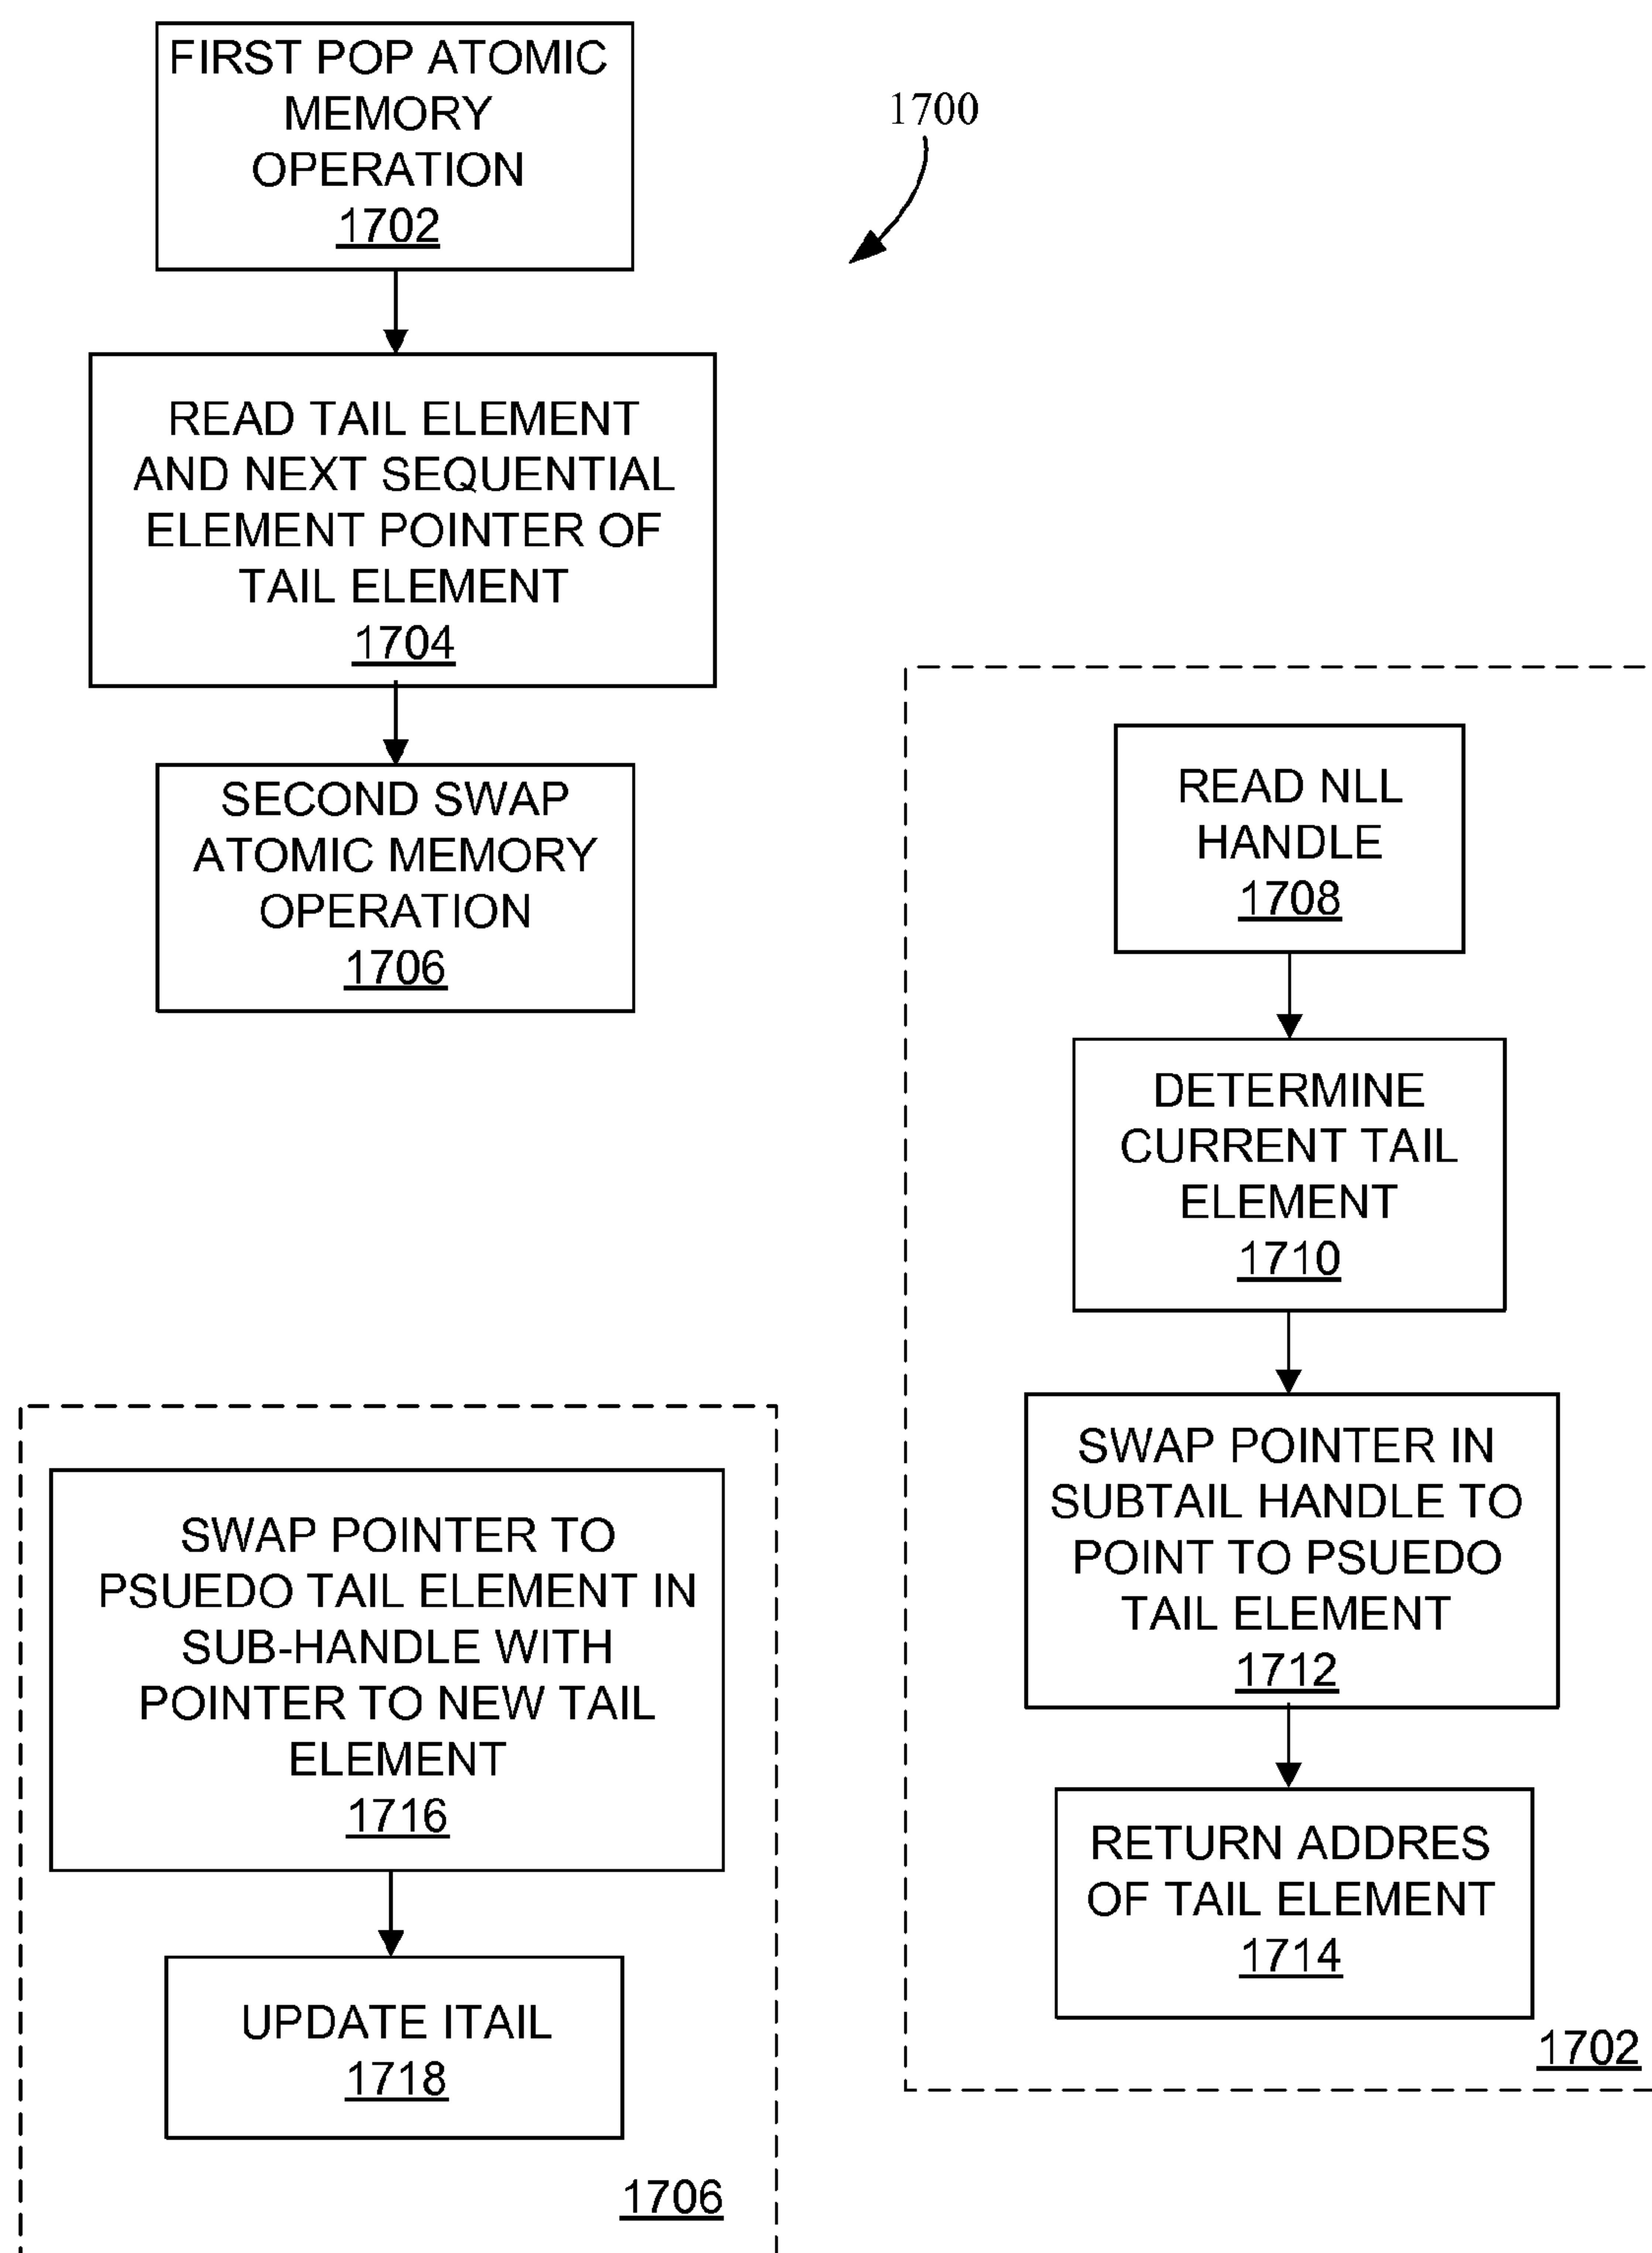 FIRST POP ATOMIC
MEMORY
OPERATION
1702
1700
READ TAIL ELEMENT
AND NEXT SEQUENTIAL
ELEMENT POINTER OF
TAIL ELEMENT
1704
SECOND SWAP
ATOMIC MEMORY
OPERATION
1706
READ NLL
HANDLE
1708
DETERMINE
CURRENT TAIL
ELEMENT
1710
SWAP POINTER IN
SUBTAIL HANDLE TO
POINT TO PSUEDO
TAIL ELEMENT
1712
RETURN ADDRES
OF TAIL ELEMENT
1714
1702
SWAP POINTER TO
PSUEDO TAIL ELEMENT IN
SUB-HANDLE WITH
POINTER TO NEW TAIL
ELEMENT
1716
UPDATE ITAIL
1718
1706